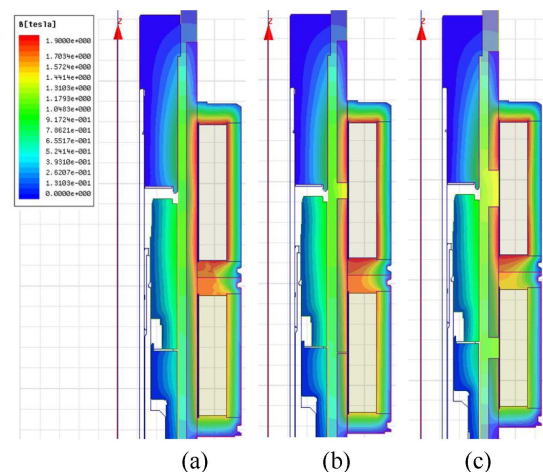 B[tesla]
1.9000e+000
1.7034e+000
1.5724e+000
1.4414e+000
1.3103e+000
1.1793e+000
1.0483e+000
9.1724e-001
7.8621e-001
6.5517e-001
5.2414e-001
3.9310e-001
2.6207e-001
1.3103e-001
0.0000e+000
Z
Z
Z
(a)
(b)
(c)